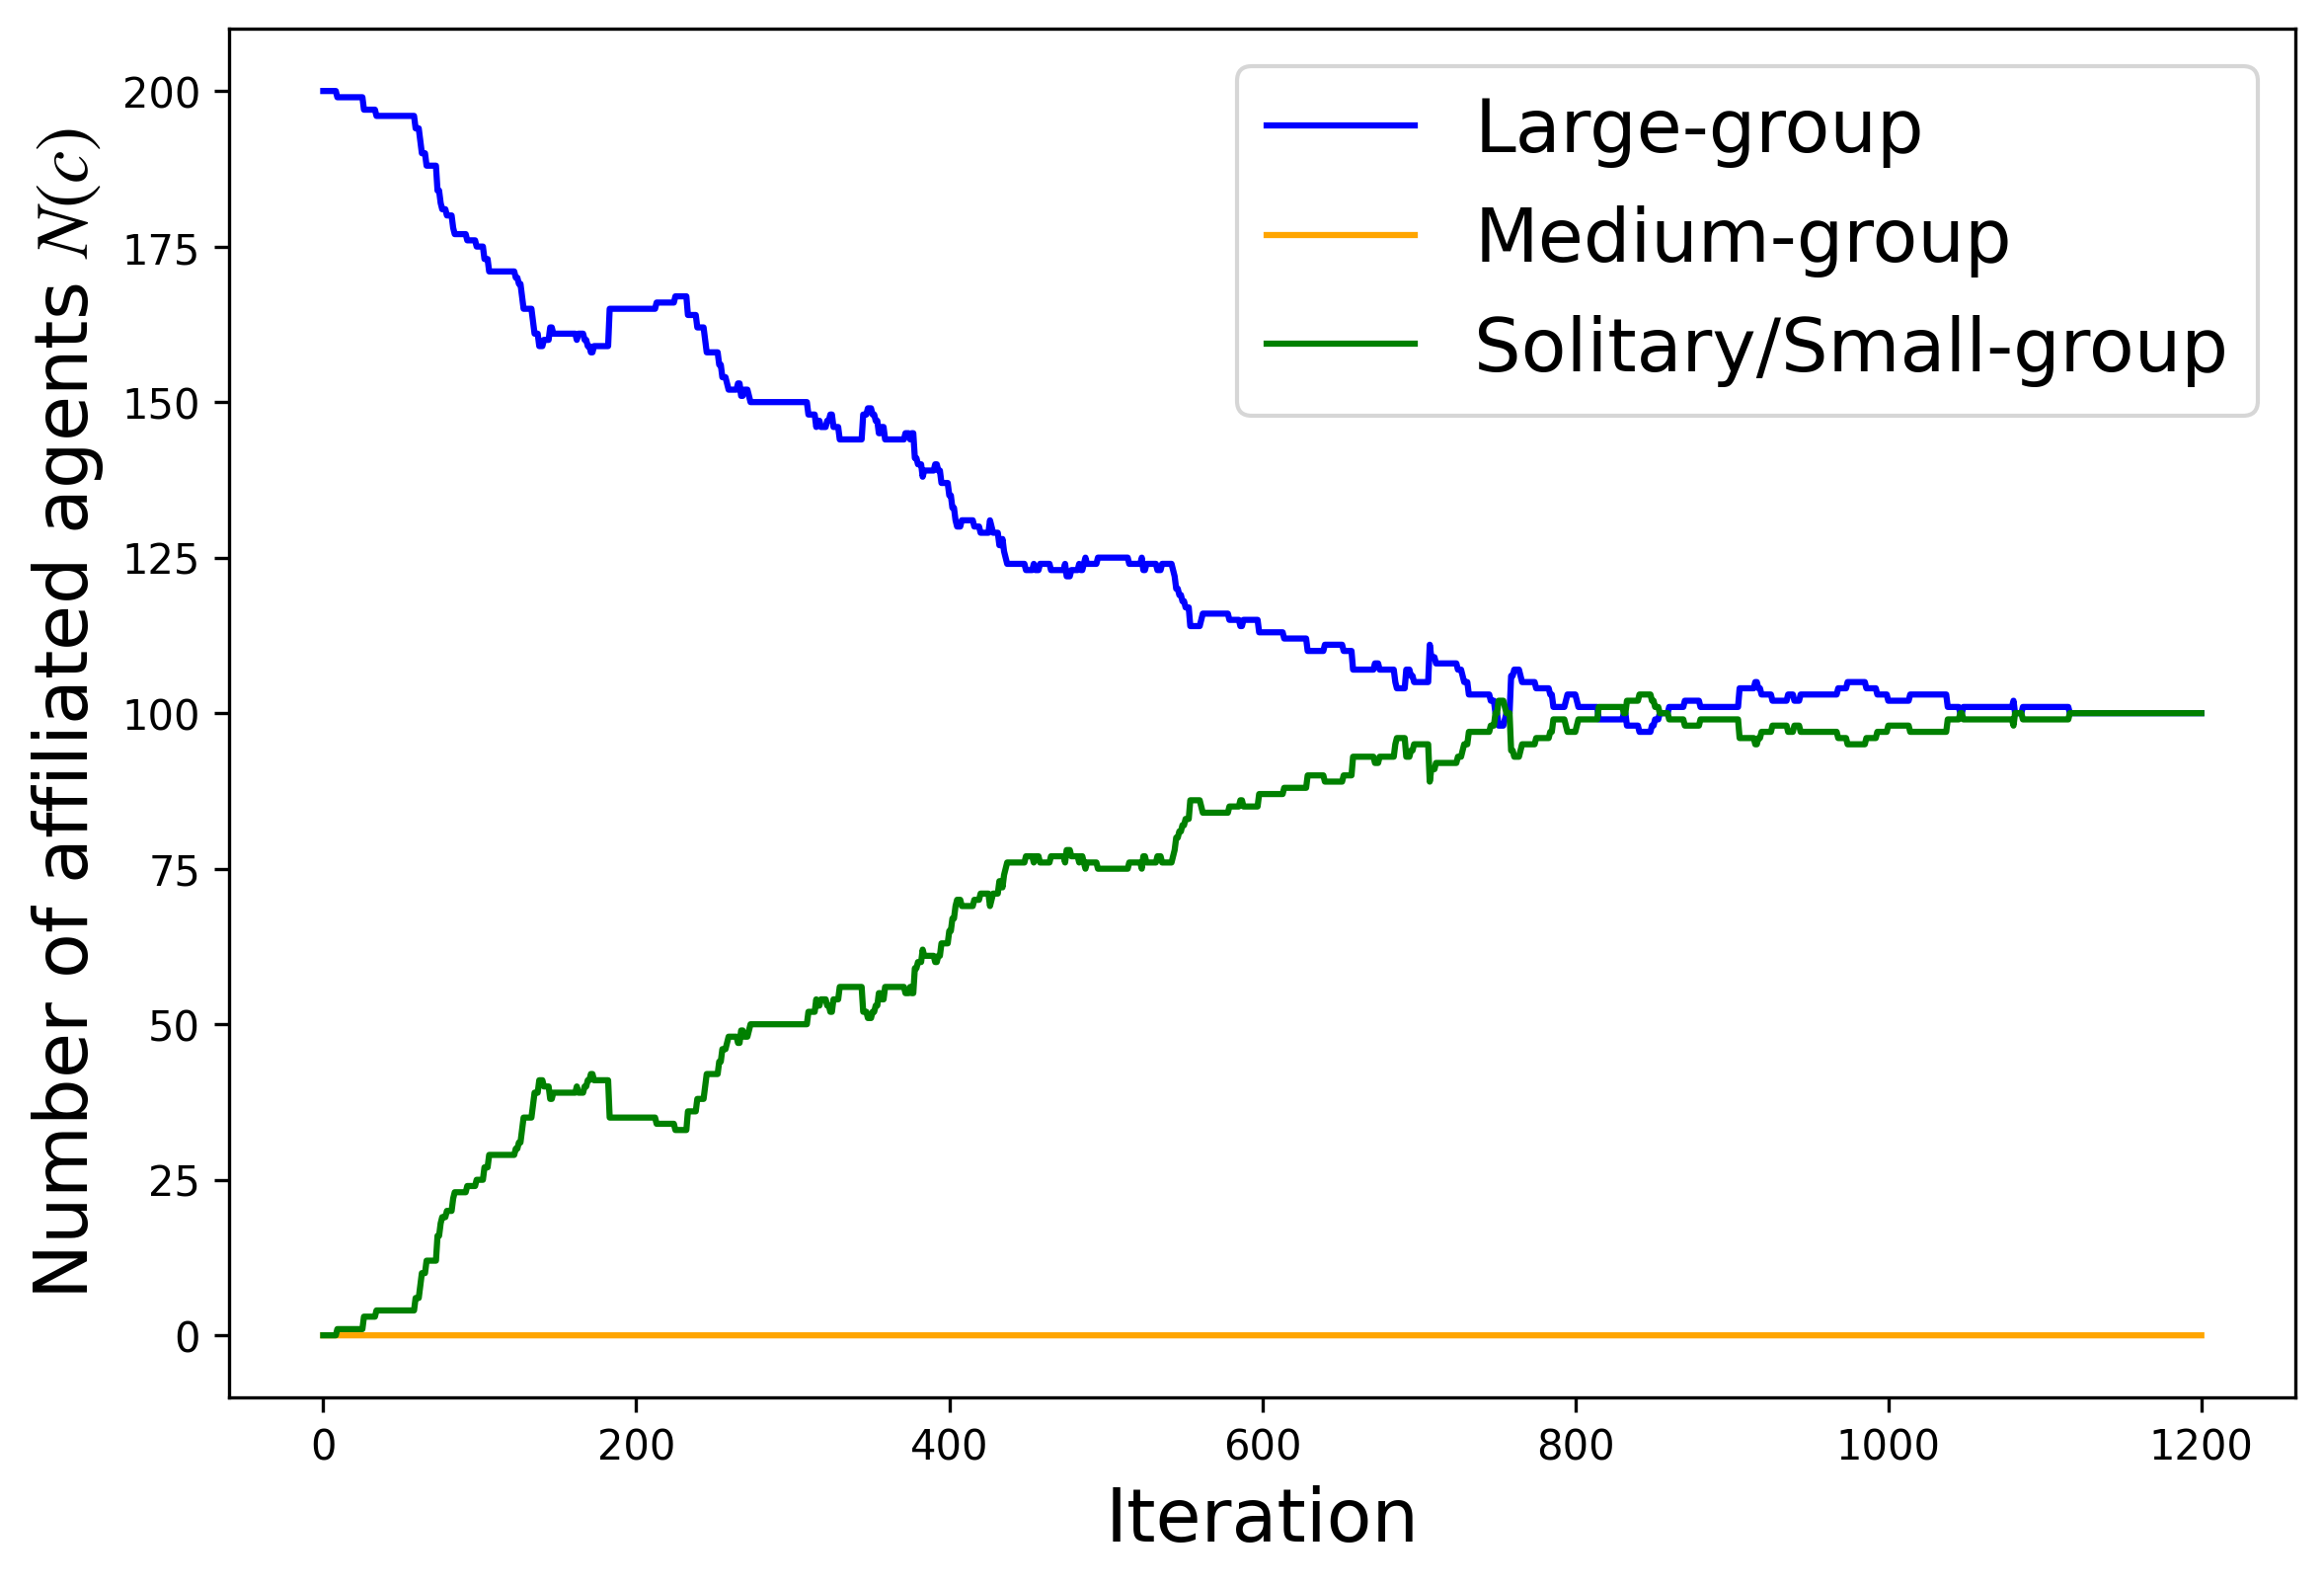 Number of affiliated agents N(c)
200
175
150
125
100
75
50
25
0
Large-group
Medium-group
Solitary/Small-group
0 200 400 600 800 1000 1200
Iteration